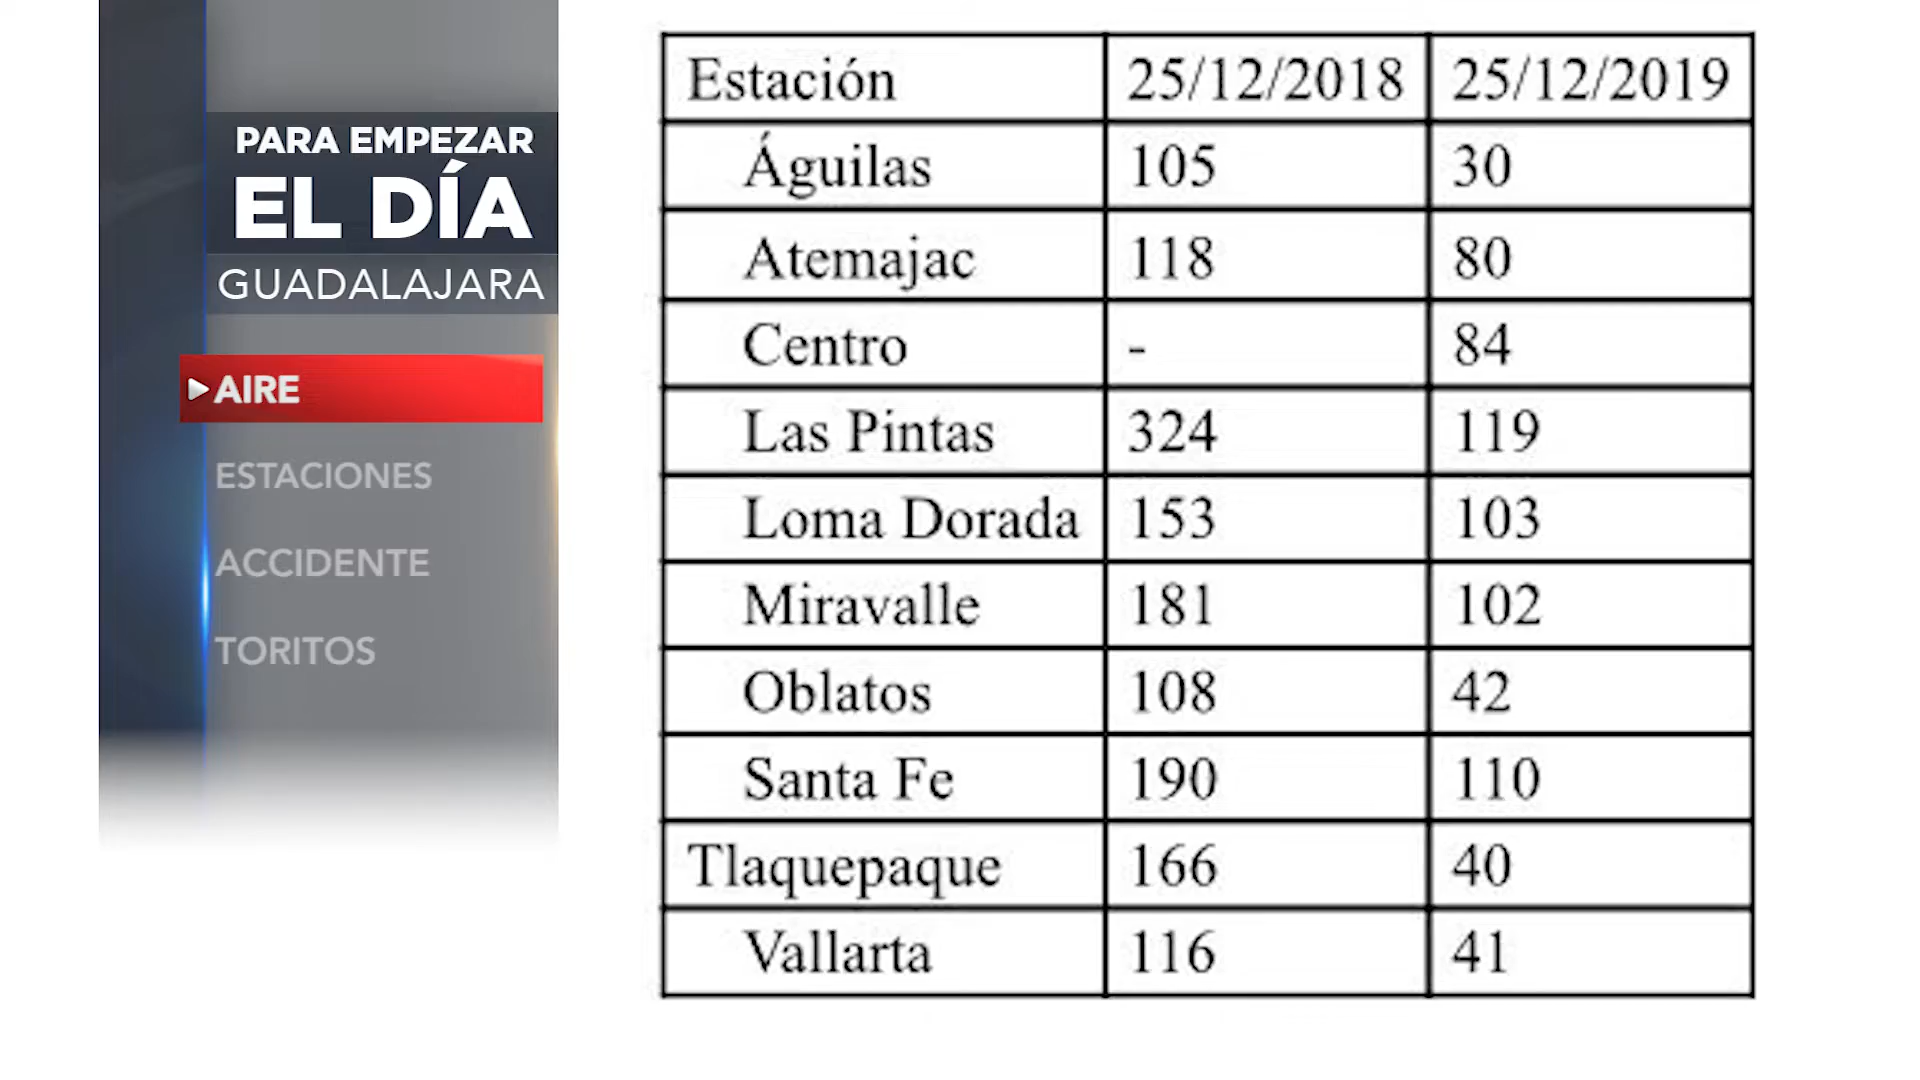 PARA EMPEZAR
EL DÍA
GUADALAJARA
AIRE
ESTACIONES
ACCIDENTE
TORITOS
Estación 25/12/2018 25/12/2019
Águilas 105 30
Atemajac 118 80
Centro - 84
Las Pintas 324 119
Loma Dorada 153 103
Miravalle 181 102
Oblatos 108 42
Santa Fe 190 110
Tlaquepaque 166 40
Vallarta 116 41